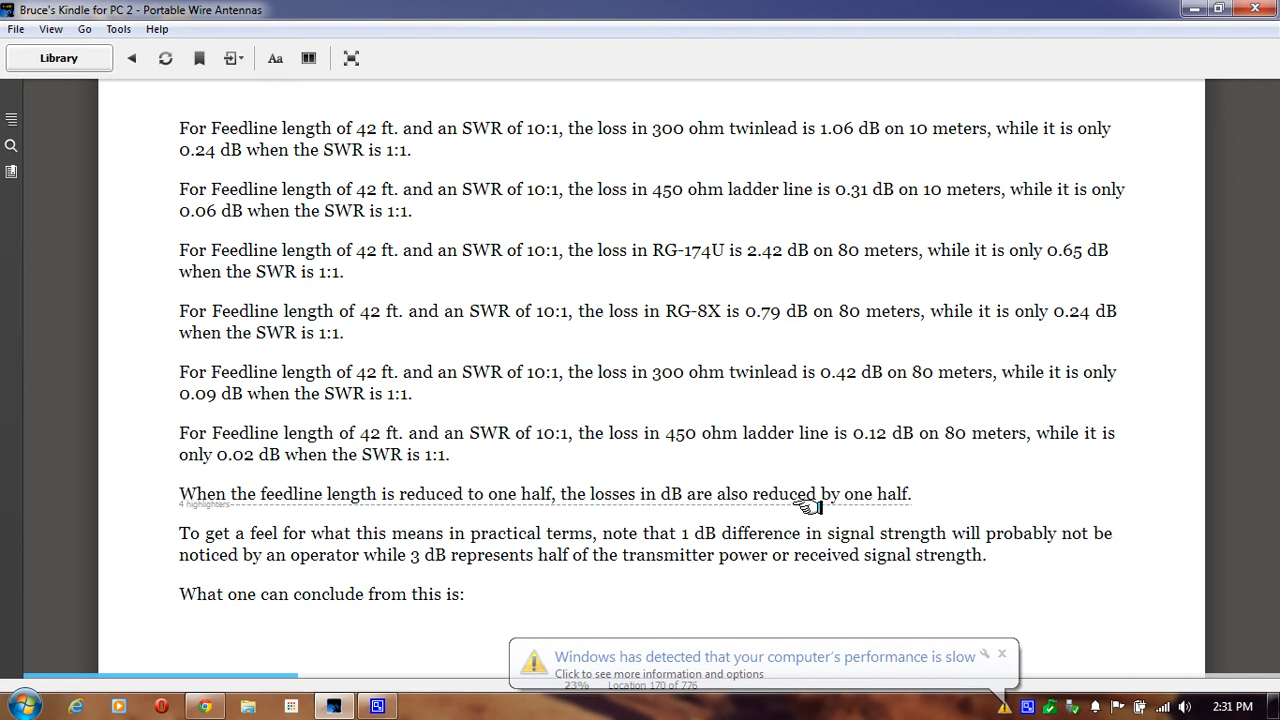 Bruce's Kindle for PC 2 - Portable Wire Antennas
File View Go Tools Help
Library Aa
For Feedline length of 42 ft. and an SWR of 10:1, the loss in 300 ohm twinlead is 1.06 dB on 10 meters, while it is only
0.24 dB when the SWR is 1:1.
For Feedline length of 42 ft. and an SWR of 10:1, the loss in 450 ohm ladder line is 0.31 dB on 10 meters, while it is only
0.06 dB when the SWR is 1:1.
For Feedline length of 42 ft. and an SWR of 10:1, the loss in RG-174U is 2.42 dB on 80 meters, while it is only 0.65 dB
when the SWR is 1:1.
For Feedline length of 42 ft. and an SWR of 10:1, the loss in RG-8X is 0.79 dB on 80 meters, while it is only 0.24 dB
when the SWR is 1:1.
For Feedline length of 42 ft. and an SWR of 10:1, the loss in 300 ohm twinlead is 0.42 dB on 80 meters, while it is only
0.09 dB when the SWR is 1:1.
For Feedline length of 42 ft. and an SWR of 10:1, the loss in 450 ohm ladder line is 0.12 dB on 80 meters, while it is
only 0.02 dB when the SWR is 1:1.
When the feedline length is reduced to one half, the losses in dB are also reduced by one half.
4 highlighters
To get a feel for what this means in practical terms, note that 1 dB difference in signal strength will probably not be
noticed by an operator while 3 dB represents half of the transmitter power or received signal strength.
What one can conclude from this is:
Windows has detected that your computer's performance is slow
Click to see more information and options
23% Location 170 of 776
2:31 PM